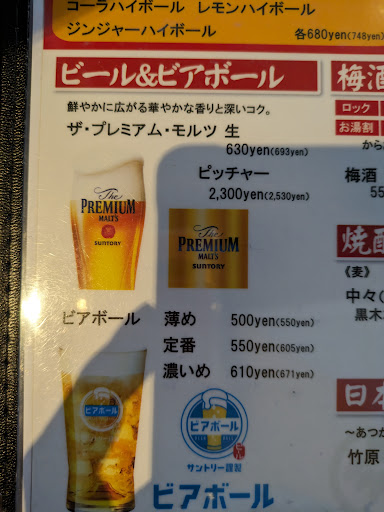 コーラハイボール レモンハイボール
ジンジャーハイボール 各680yen(748yen)
ビール&ビアボール
鮮やかに広がる華やかな香りと深いコク。
ザ・プレミアム・モルツ 生
630yen(693yen)
ピッチャー
2,300yen(2,530yen)
The
PREMIUM
MALT'S
SUNTORY
The
PREMIUM
MALT'S
SUNTORY
ビアボール 薄め 500yen(550yen)
定番 550yen(605yen)
濃いめ 610yen(671yen)
ビアボール
ビアボール
サントリー謹製
ビアボール
梅酒
ロック
お湯割
から
梅酒
55
焼酎
《麦》
中々(
黒木
日本
～あつか
竹原